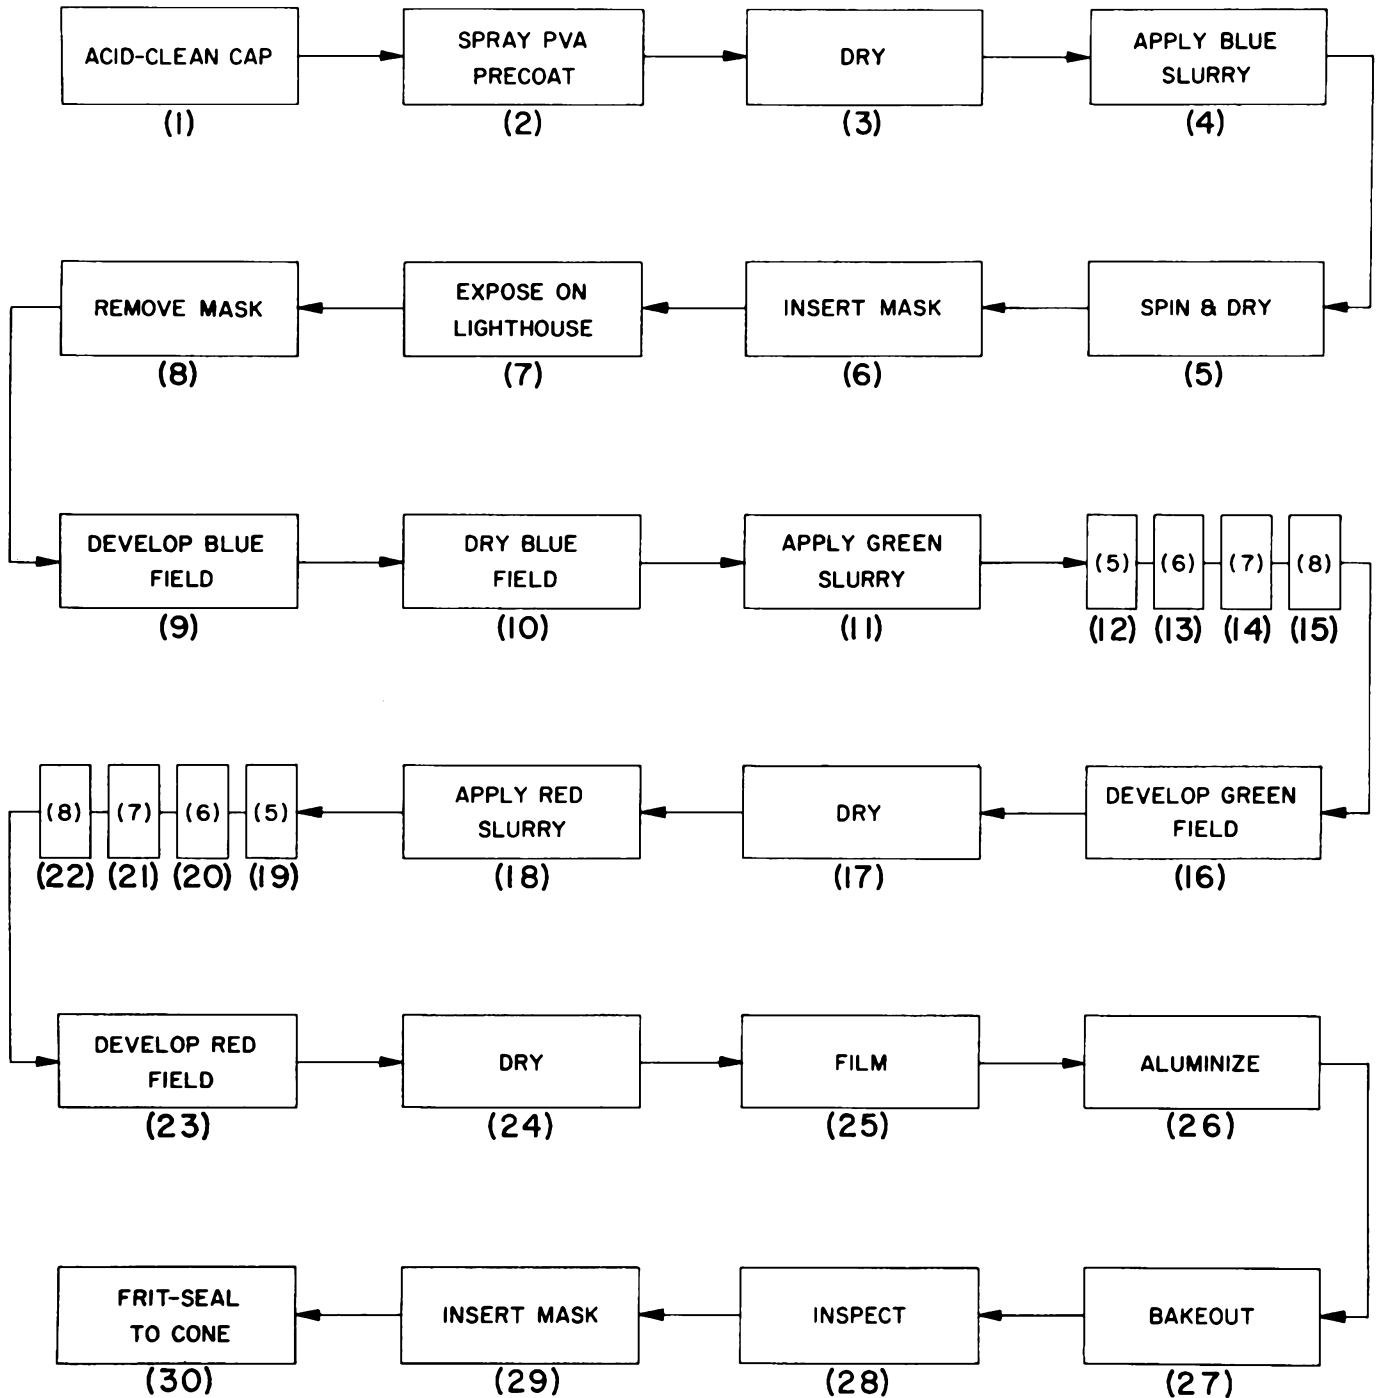 ACID-CLEAN CAP
(1)
SPRAY PVA
PRECOAT
(2)
DRY
(3)
APPLY BLUE
SLURRY
(4)
SPIN & DRY
(5)
INSERT MASK
(6)
EXPOSE ON
LIGHTHOUSE
(7)
REMOVE MASK
(8)
DEVELOP BLUE
FIELD
(9)
DRY BLUE
FIELD
(10)
APPLY GREEN
SLURRY
(11)
(5)
(12)
(6)
(13)
(7)
(14)
(8)
(15)
DEVELOP GREEN
FIELD
(16)
DRY
(17)
APPLY RED
SLURRY
(18)
(5)
(19)
(6)
(20)
(7)
(21)
(8)
(22)
DEVELOP RED
FIELD
(23)
DRY
(24)
FILM
(25)
ALUMINIZE
(26)
BAKEOUT
(27)
INSPECT
(28)
INSERT MASK
(29)
FRIT-SEAL
TO CONE
(30)